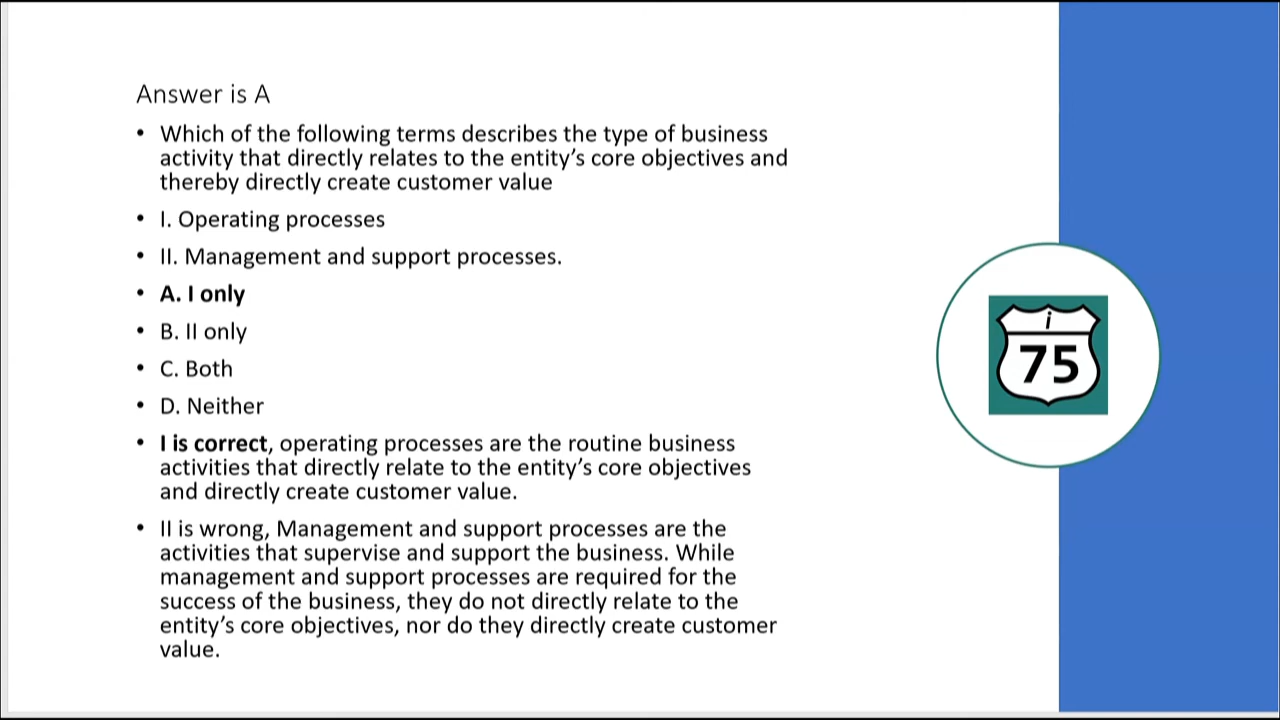 Answer is A
• Which of the following terms describes the type of business
activity that directly relates to the entity’s core objectives and
thereby directly create customer value
• I. Operating processes
• II. Management and support processes.
• A. I only
• B. II only
• C. Both
• D. Neither
• I is correct, operating processes are the routine business
activities that directly relate to the entity’s core objectives
and directly create customer value.
• II is wrong, Management and support processes are the
activities that supervise and support the business. While
management and support processes are required for the
success of the business, they do not directly relate to the
entity’s core objectives, nor do they directly create customer
value.
i
75